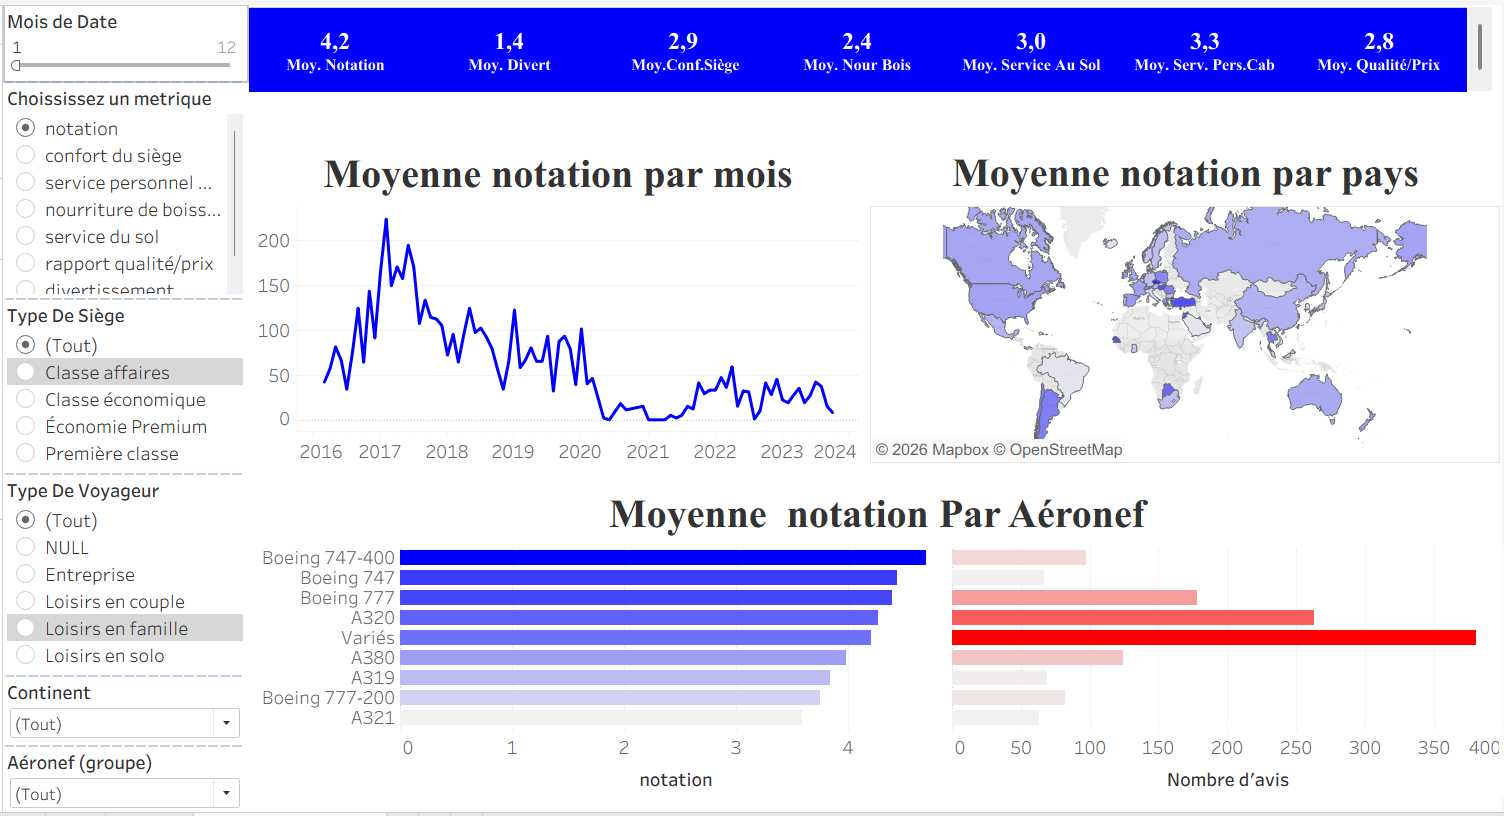 Mois de Date
1 12
Choississez un metrique
notation
confort du siège
service personnel ...
nourriture de boiss...
service du sol
rapport qualité/prix
divertissement
Type De Siège
(Tout)
Classe affaires
Classe économique
Économie Premium
Première classe
Type De Voyageur
(Tout)
NULL
Entreprise
Loisirs en couple
Loisirs en famille
Loisirs en solo
Continent
(Tout)
Aéronef (groupe)
(Tout)
4,2 1,4 2,9 2,4 3,0 3,3 2,8
Moy. Notation Moy. Divert Moy.Conf.Siège Moy. Nour Bois Moy. Service Au Sol Moy. Serv. Pers.Cab Moy. Qualité/Prix
Moyenne notation par mois
200
150
100
50
0
2016 2017 2018 2019 2020 2021 2022 2023 2024
Moyenne notation par pays
© 2026 Mapbox © OpenStreetMap
Moyenne  notation Par Aéronef
Boeing 747-400
Boeing 747
Boeing 777
A320
Variés
A380
A319
Boeing 777-200
A321
0 1 2 3 4
notation
0 50 100 150 200 250 300 350 400
Nombre d’avis